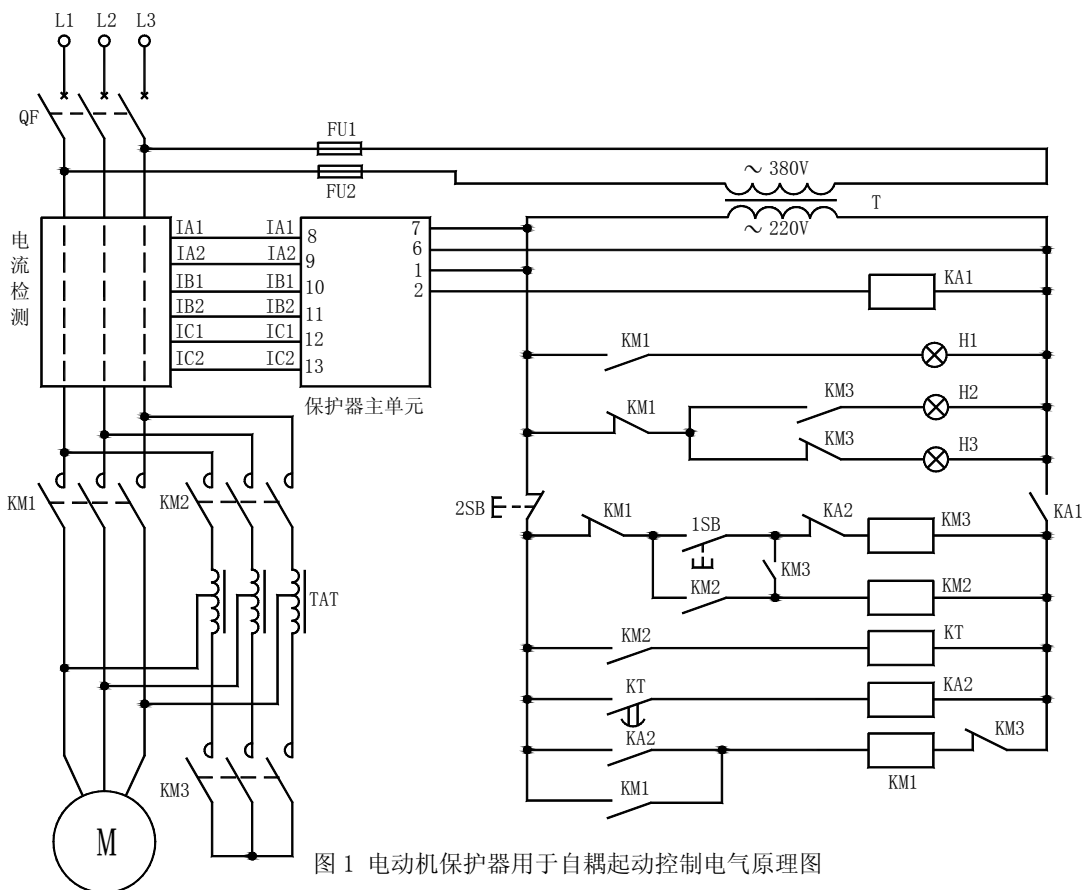 L1 L2 L3
QF
FU1
FU2
～380V
T
～220V
电流检测
IA1 IA1 8
IA2 IA2 9
IB1 IB1 10
IB2 IB2 11
IC1 IC1 12
IC2 IC2 13
7
6
1
2
保护器主单元
KA1
KM1 H1
KM1 KM3 H2
KM3 H3
KM1 KM2
2SB KM1 1SB KA2 KM3 KA1
KM3
KM2 KM2
TAT
KM2 KT
KT KA2
KA2 KM3
KM1
KM1
KM3
M
图1 电动机保护器用于自耦起动控制电气原理图